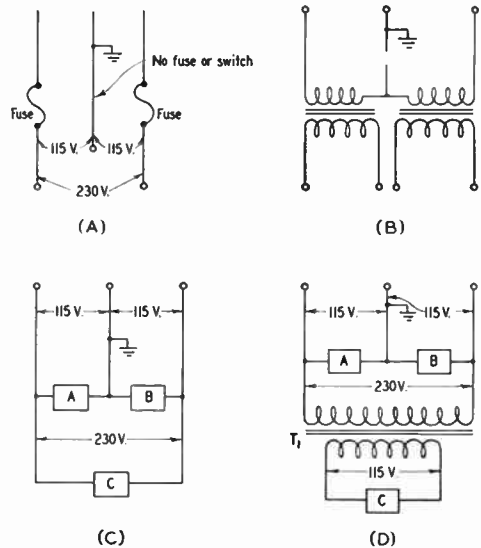 No fuse or switch
Fuse
Fuse
115 V.
115 V.
230 V.
(A)
(B)
115 V.
115 V.
A
B
230 V.
C
(C)
115 V.
115 V.
A
B
230 V.
T1
115 V.
C
(D)